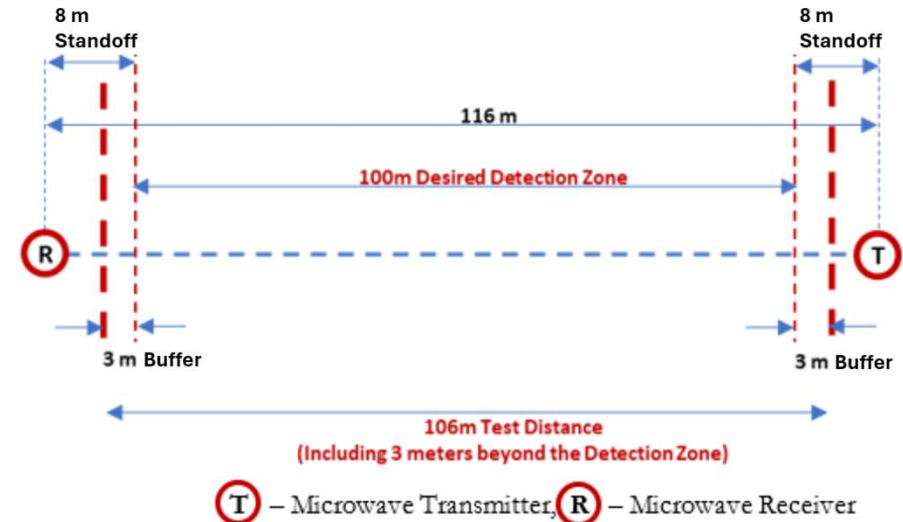 8 m
Standoff
8 m
Standoff
116 m
100m Desired Detection Zone
R
T
3 m Buffer
3 m Buffer
106m Test Distance
(Including 3 meters beyond the Detection Zone)
T – Microwave Transmitter, R – Microwave Receiver